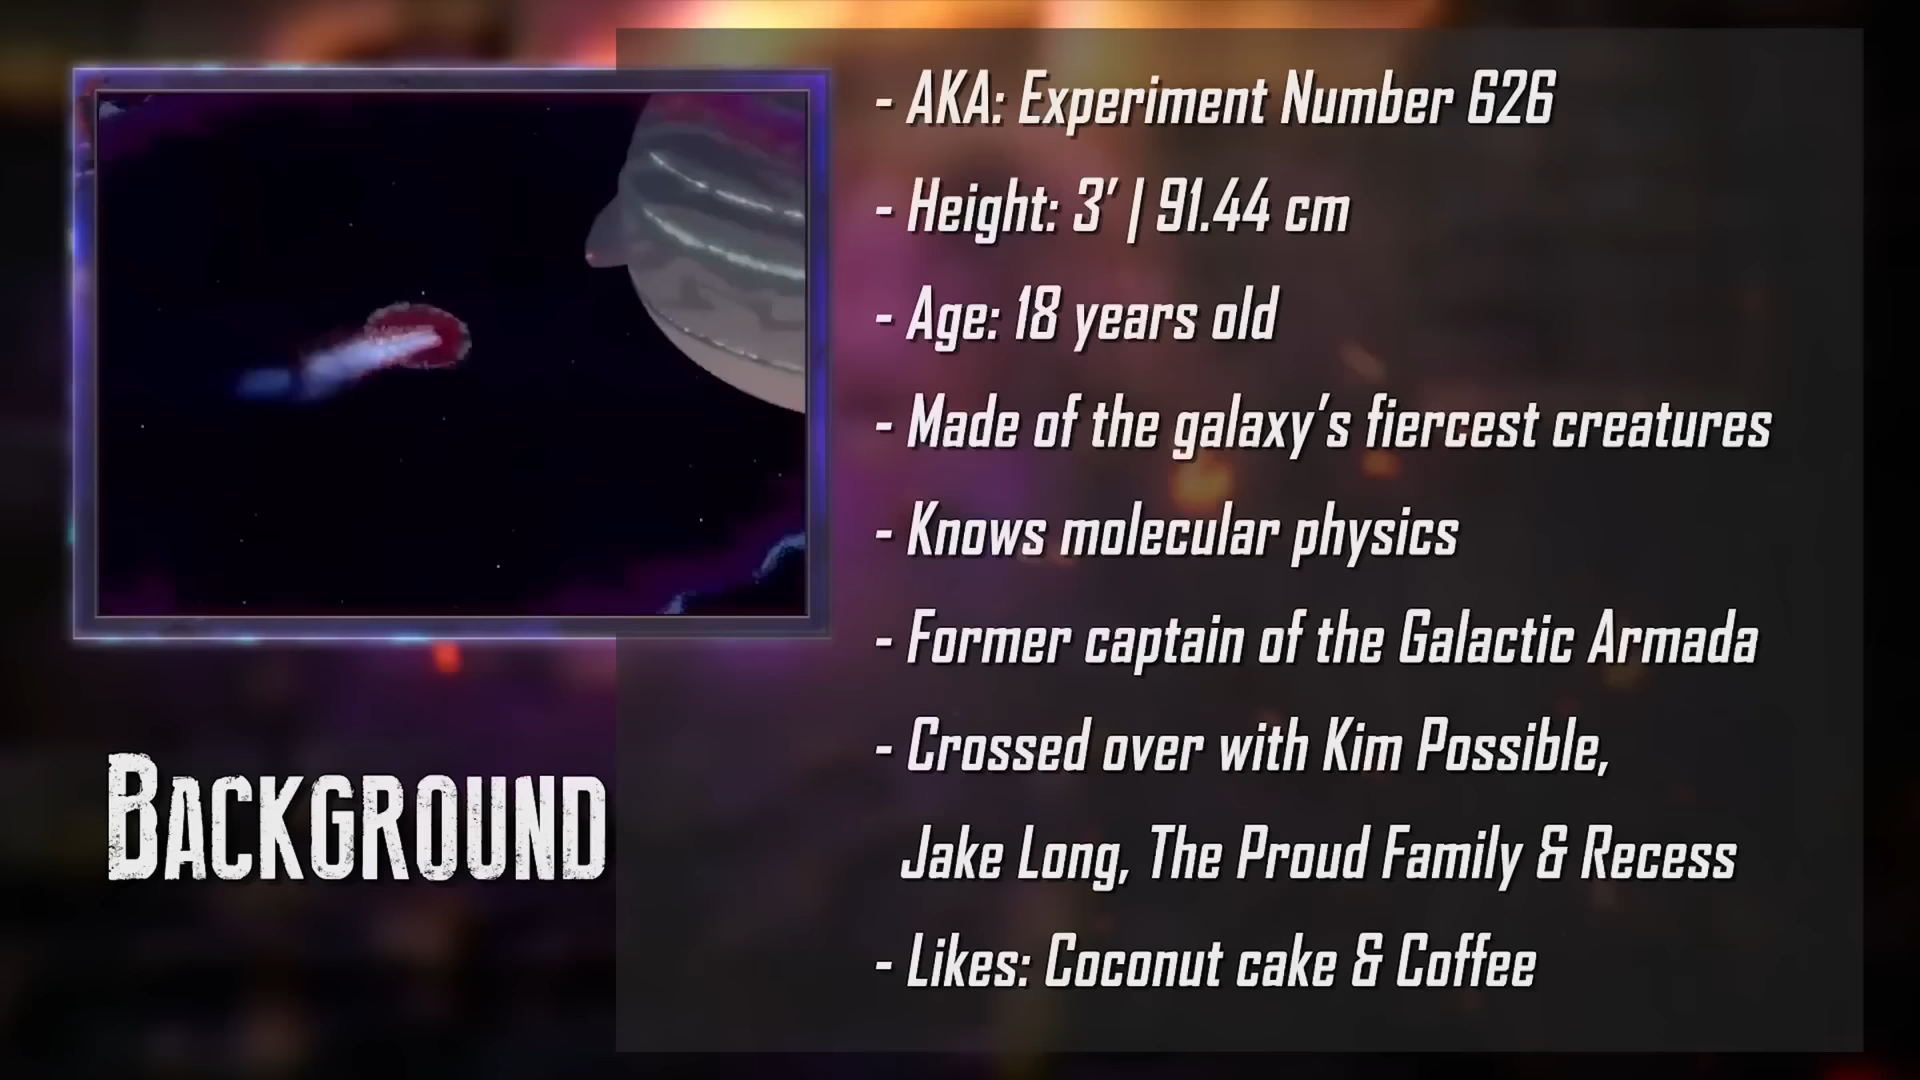 - AKA: Experiment Number 626
- Height: 3' | 91.44 cm
- Age: 18 years old
- Made of the galaxy's fiercest creatures
- Knows molecular physics
- Former captain of the Galactic Armada
- Crossed over with Kim Possible,
Jake Long, The Proud Family & Recess
- Likes: Coconut cake & Coffee
Background